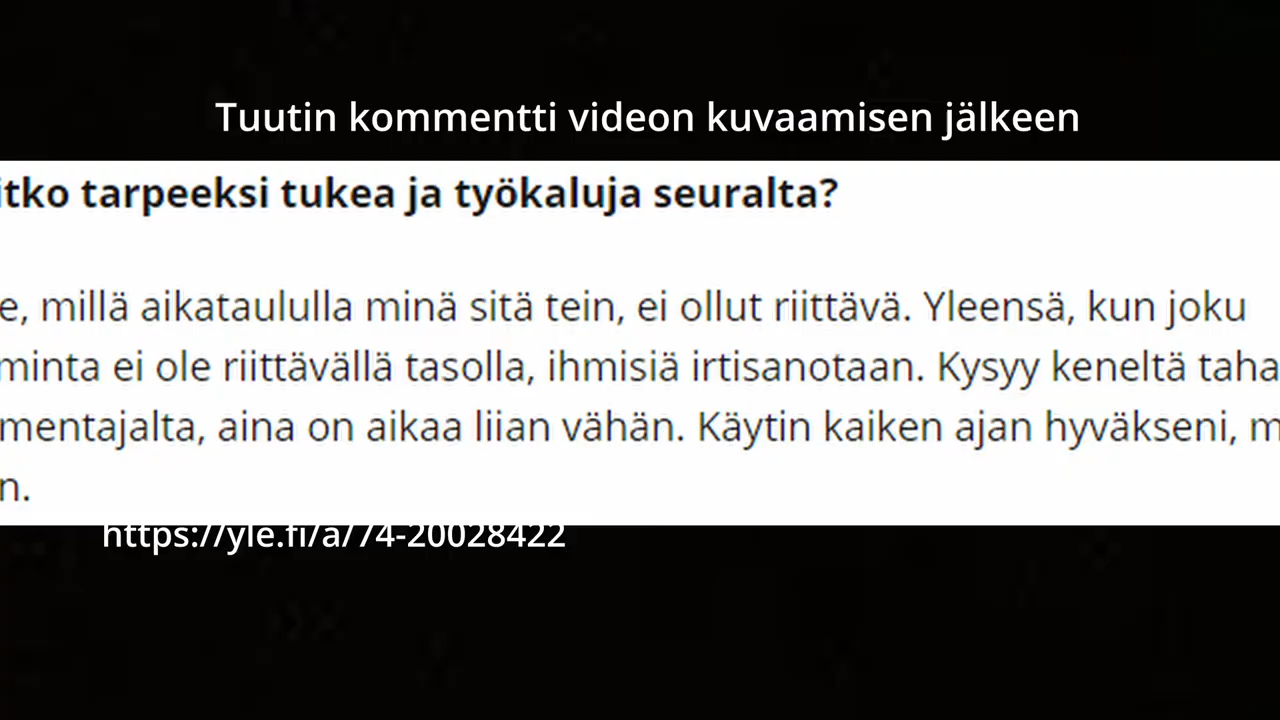 Tuutin kommentti videon kuvaamisen jälkeen
itko tarpeeksi tukea ja työkaluja seuralta?
e, millä aikataululla minä sitä tein, ei ollut riittävä. Yleensä, kun joku
minta ei ole riittävällä tasolla, ihmisiä irtisanotaan. Kysyy keneltä taha
mentajalta, aina on aikaa liian vähän. Käytin kaiken ajan hyväkseni, m
n.
https://yle.fi/a/74-20028422